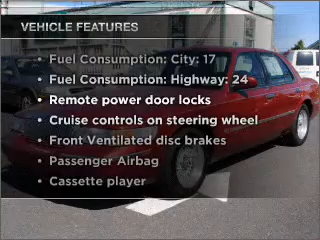 VEHICLE FEATURES
• Fuel Consumption: City: 17
• Fuel Consumption: Highway: 24
• Remote power door locks
• Cruise controls on steering wheel
• Front Ventilated disc brakes
• Passenger Airbag
• Cassette player